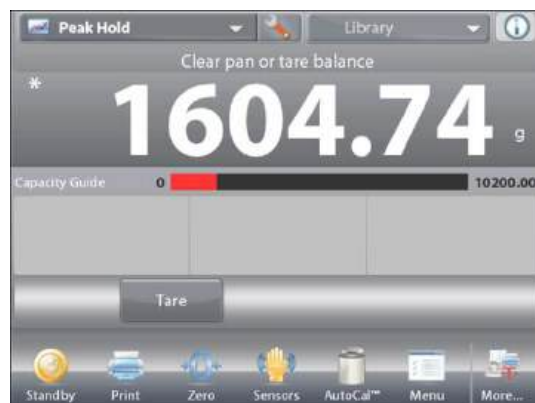 Peak Hold Library
Clear pan or tare balance
* 1604.74 g
Capacity Guide 0 10200.00
Tare
Standby Print Zero Sensors AutoCal™ Menu More...